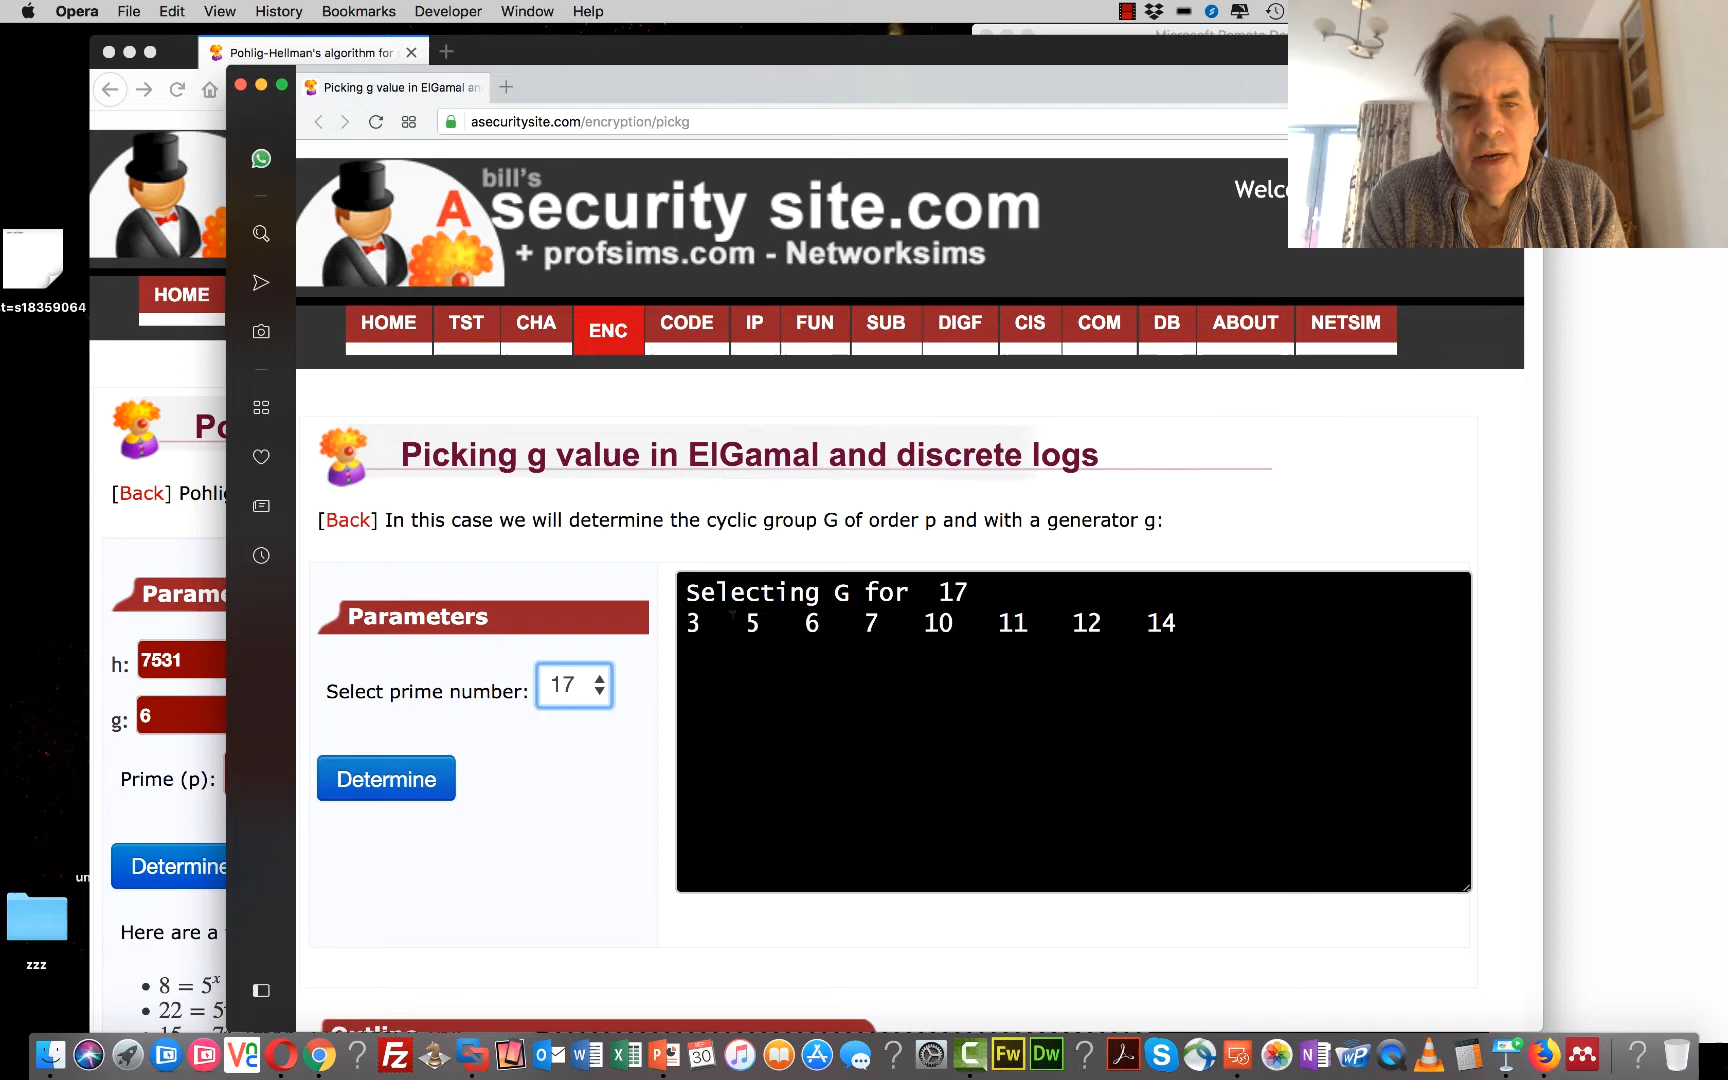 Opera File Edit View History Bookmarks Developer Window Help
Pohlig-Hellman's algorithm for
Picking g value in ElGamal an
asecuritysite.com/encryption/pickg
bill's
A security site.com
+ profsims.com - Networksims
HOME
HOME TST CHA ENC CODE IP FUN SUB DIGF CIS COM DB ABOUT NETSIM
t=s18359064
Picking g value in ElGamal and discrete logs
[Back] Pohli
[Back] In this case we will determine the cyclic group G of order p and with a generator g:
Param
h: 7531
g: 6
Prime (p):
Determine
Parameters
Select prime number: 17
Determine
Selecting G for 17
3 5 6 7 10 11 12 14
Here are a
• 8 = 5ˣ
• 22 = 5
zzz
Outline